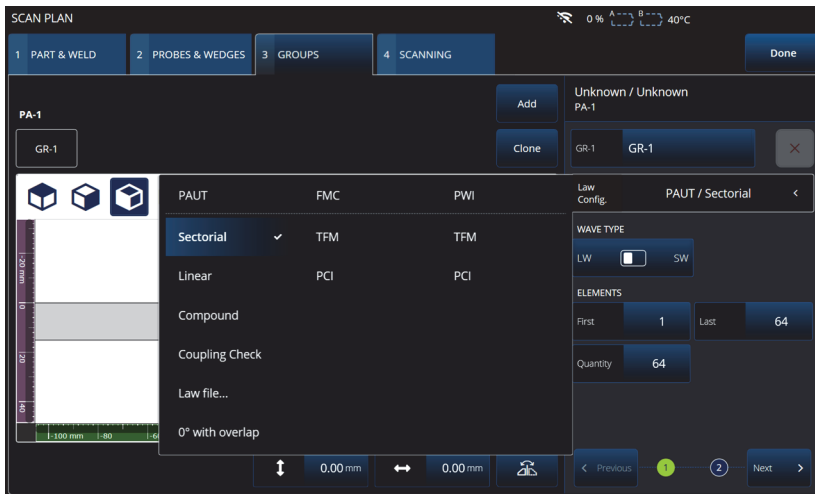 SCAN PLAN
0 % A B 40°C
1 PART & WELD
2 PROBES & WEDGES
3 GROUPS
4 SCANNING
Done
PA-1
Add
GR-1
Clone
Unknown / Unknown
PA-1
GR-1 GR-1
Law Config. PAUT / Sectorial
PAUT FMC PWI
Sectorial TFM TFM
Linear PCI PCI
Compound
Coupling Check
Law file...
0° with overlap
WAVE TYPE
LW SW
ELEMENTS
First 1 Last 64
Quantity 64
-20 mm
0
20
40
-100 mm -80
0.00 mm 0.00 mm
Previous 1 2 Next